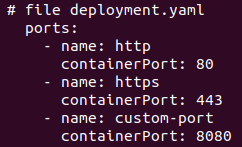 # file deployment.yaml
  ports:
    - name: http
      containerPort: 80
    - name: https
      containerPort: 443
    - name: custom-port
      containerPort: 8080